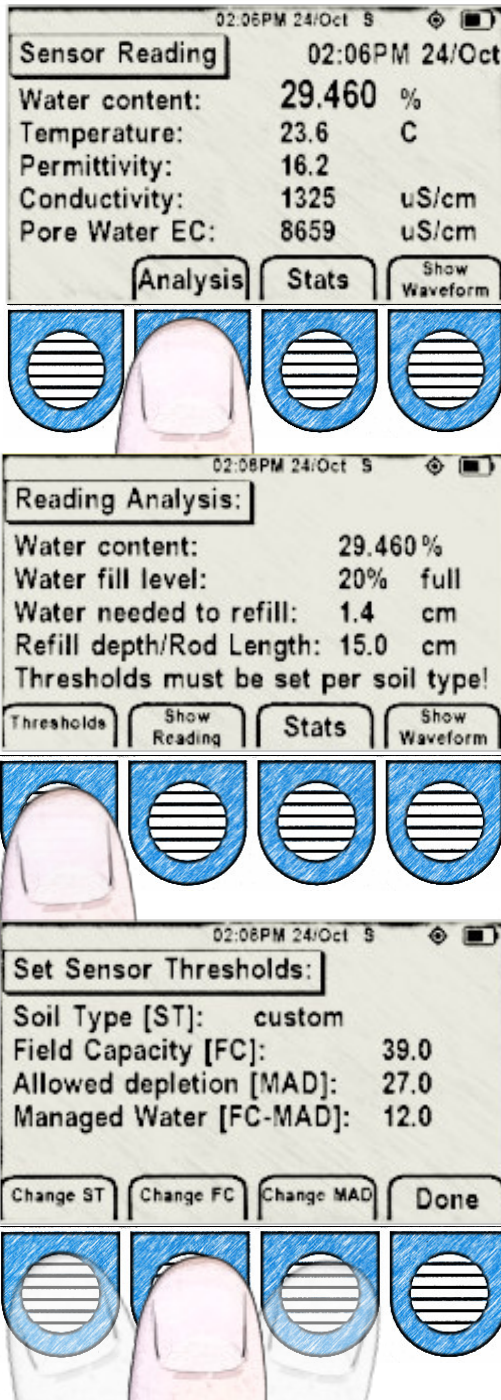 02:06PM 24/Oct S
Sensor Reading 02:06PM 24/Oct
Water content: 29.460 %
Temperature: 23.6 C
Permittivity: 16.2
Conductivity: 1325 uS/cm
Pore Water EC: 8659 uS/cm
Analysis Stats Show Waveform
02:06PM 24/Oct S
Reading Analysis:
Water content: 29.460%
Water fill level: 20% full
Water needed to refill: 1.4 cm
Refill depth/Rod Length: 15.0 cm
Thresholds must be set per soil type!
Thresholds Show Reading Stats Show Waveform
02:06PM 24/Oct S
Set Sensor Thresholds:
Soil Type [ST]: custom
Field Capacity [FC]: 39.0
Allowed depletion [MAD]: 27.0
Managed Water [FC-MAD]: 12.0
Change ST Change FC Change MAD Done